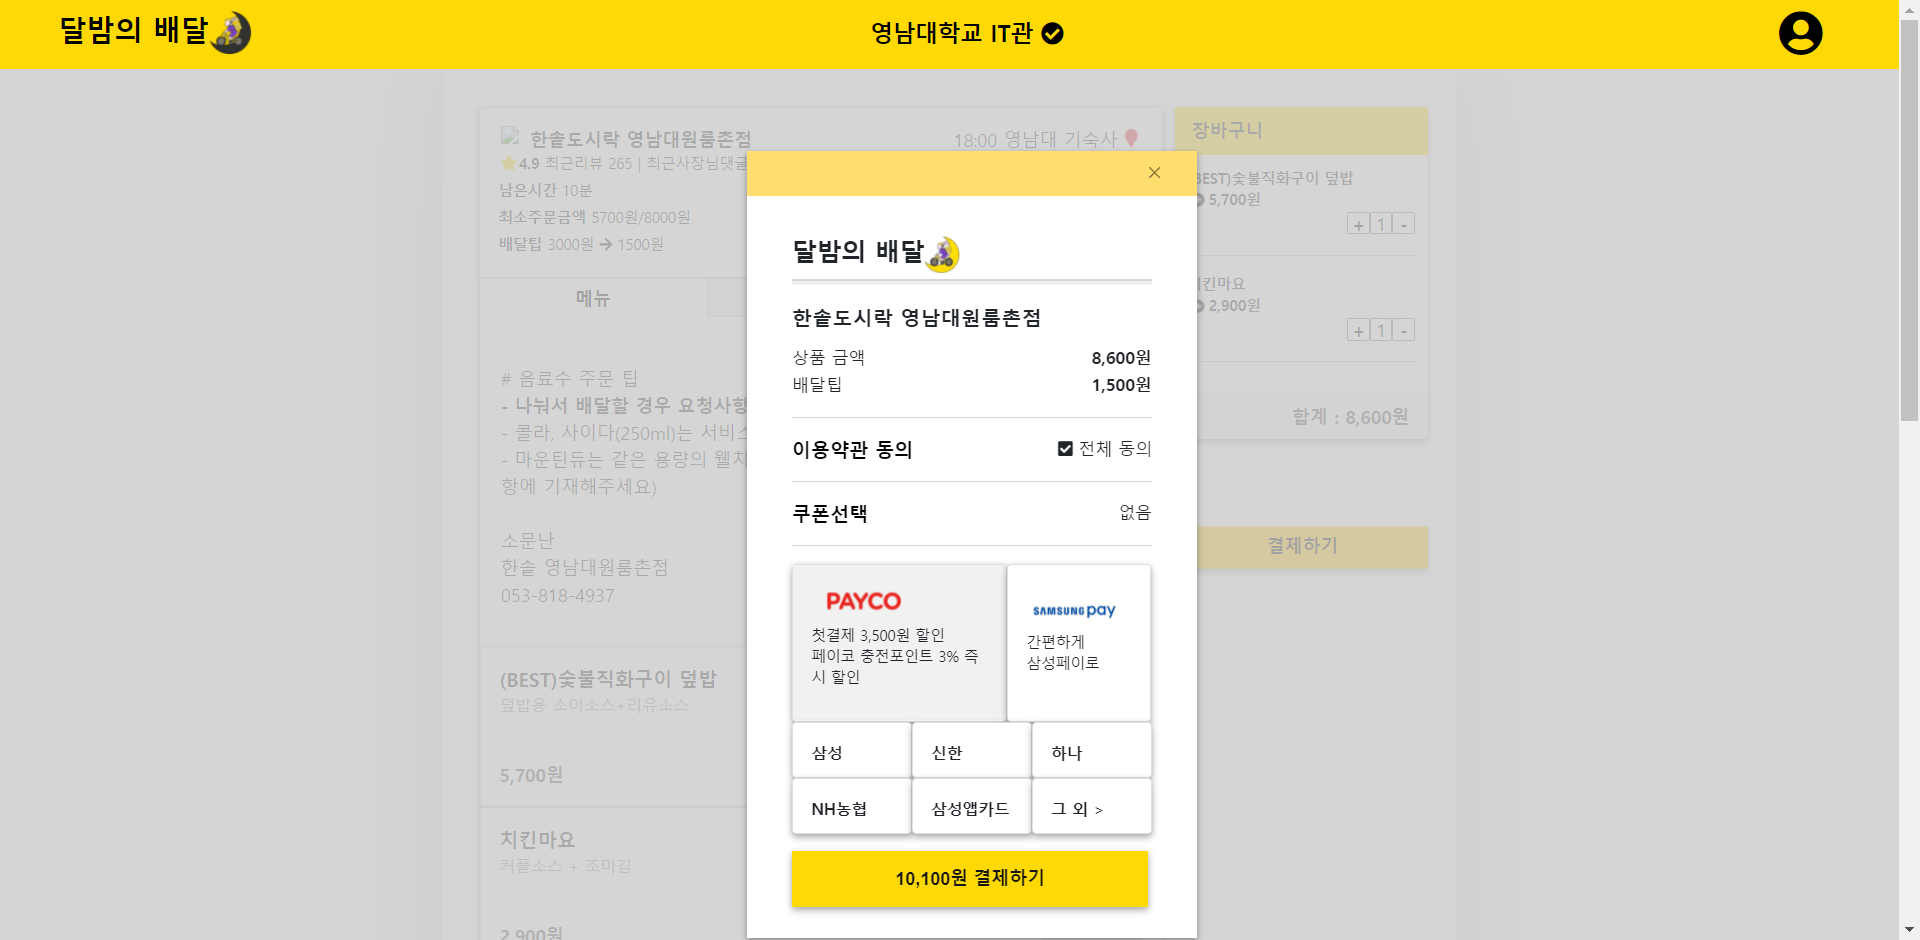 달밤의 배달
영남대학교 IT관
한솥도시락 영남대원룸촌점
18:00 영남대 기숙사
4.9 최근리뷰 265 | 최근사장님댓글
남은시간 10분
최소주문금액 5700원/8000원
배달팁 3000원 → 1500원
메뉴
# 음료수 주문 팁
- 나눠서 배달할 경우 요청사항
- 콜라, 사이다(250ml)는 서비스
- 마운틴듀는 같은 용량의 웰치
항에 기재해주세요)
소문난
한솥 영남대원룸촌점
053-818-4937
(BEST)숯불직화구이 덮밥
덮밥용 소이소스+리유소스
5,700원
치킨마요
커플소스 + 조미김
2,900원
×
달밤의 배달
한솥도시락 영남대원룸촌점
상품 금액 8,600원
배달팁 1,500원
이용약관 동의 전체 동의
쿠폰선택 없음
PAYCO
첫결제 3,500원 할인
페이코 충전포인트 3% 즉
시 할인
SAMSUNG pay
간편하게
삼성페이로
삼성 신한 하나
NH농협 삼성앱카드 그 외 >
10,100원 결제하기
장바구니
BEST)숯불직화구이 덮밥
5,700원
+ 1 -
킨마요
2,900원
+ 1 -
합계 : 8,600원
결제하기